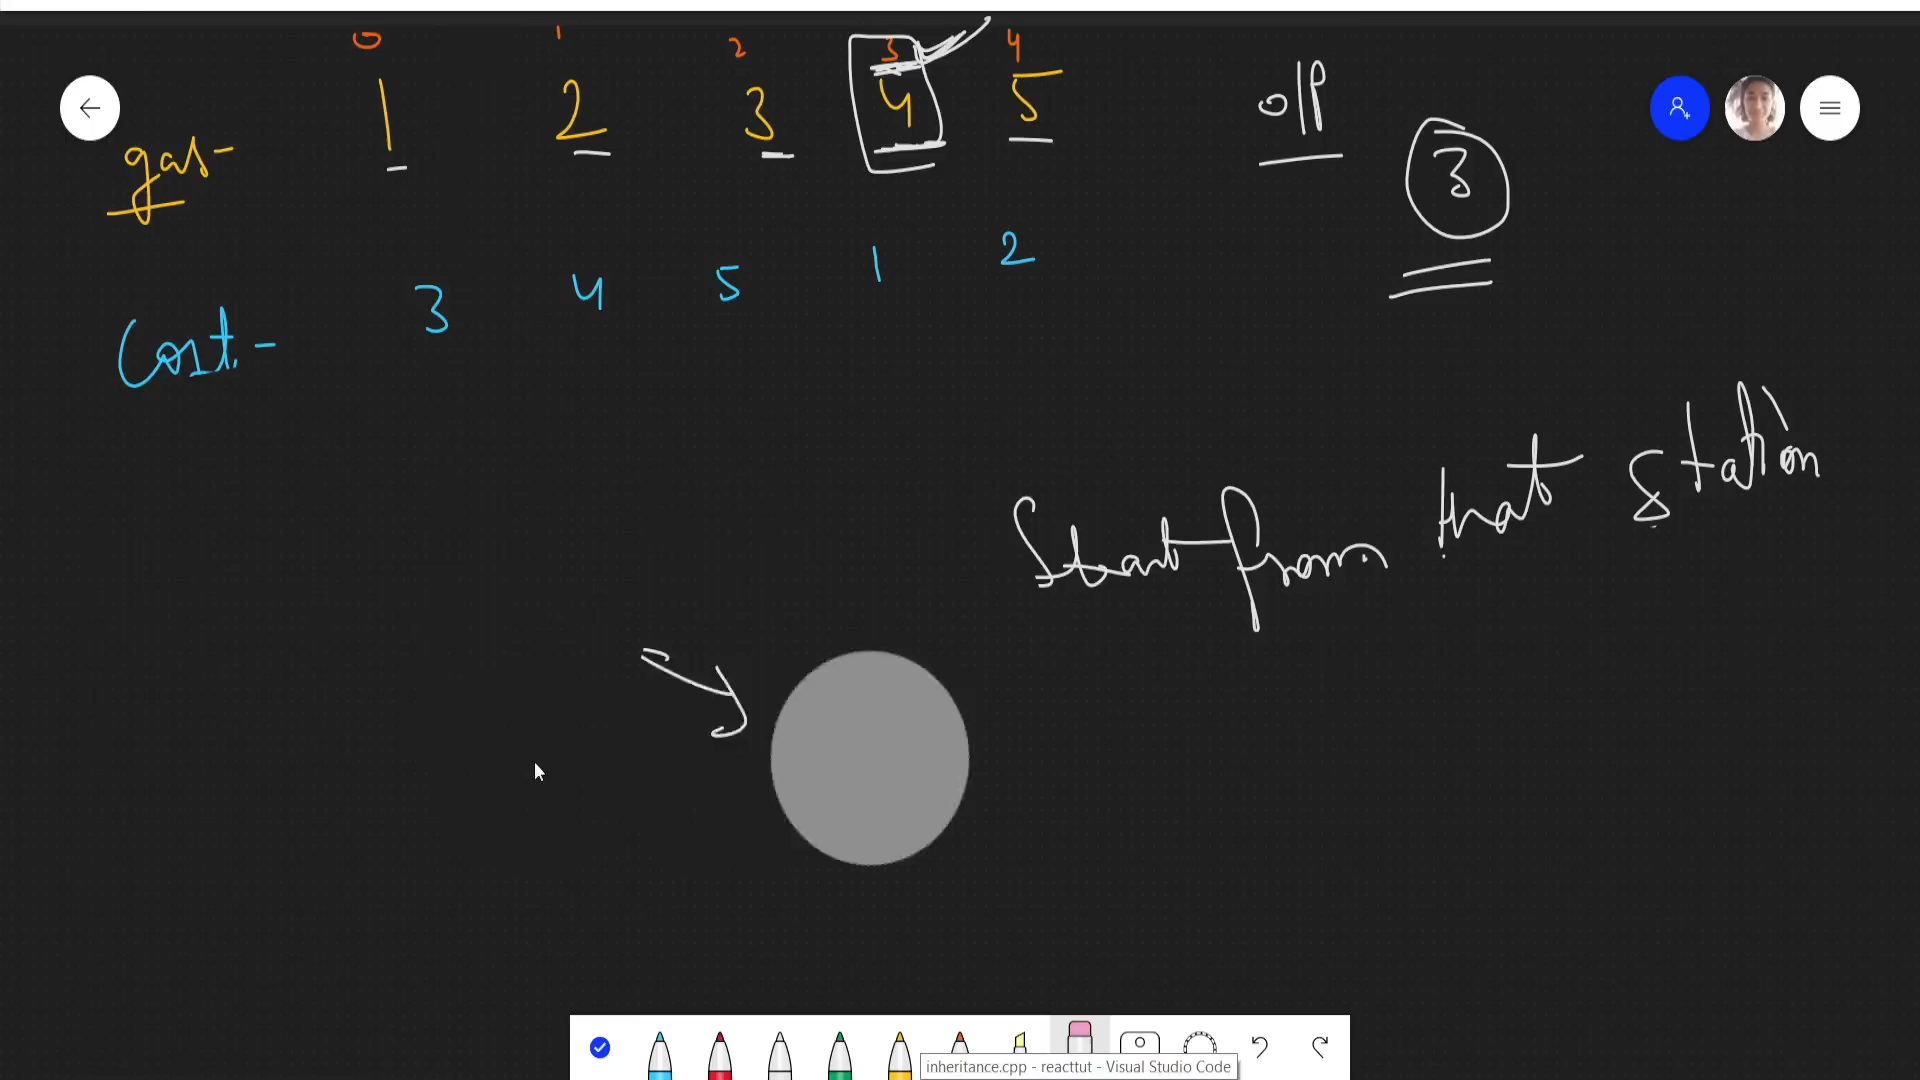 0 1 2 3 4
gas- 1 2 3 4 5 o/p
3
Cost.- 3 4 5 1 2
Start from that station
inheritance.cpp - reacttut - Visual Studio Code